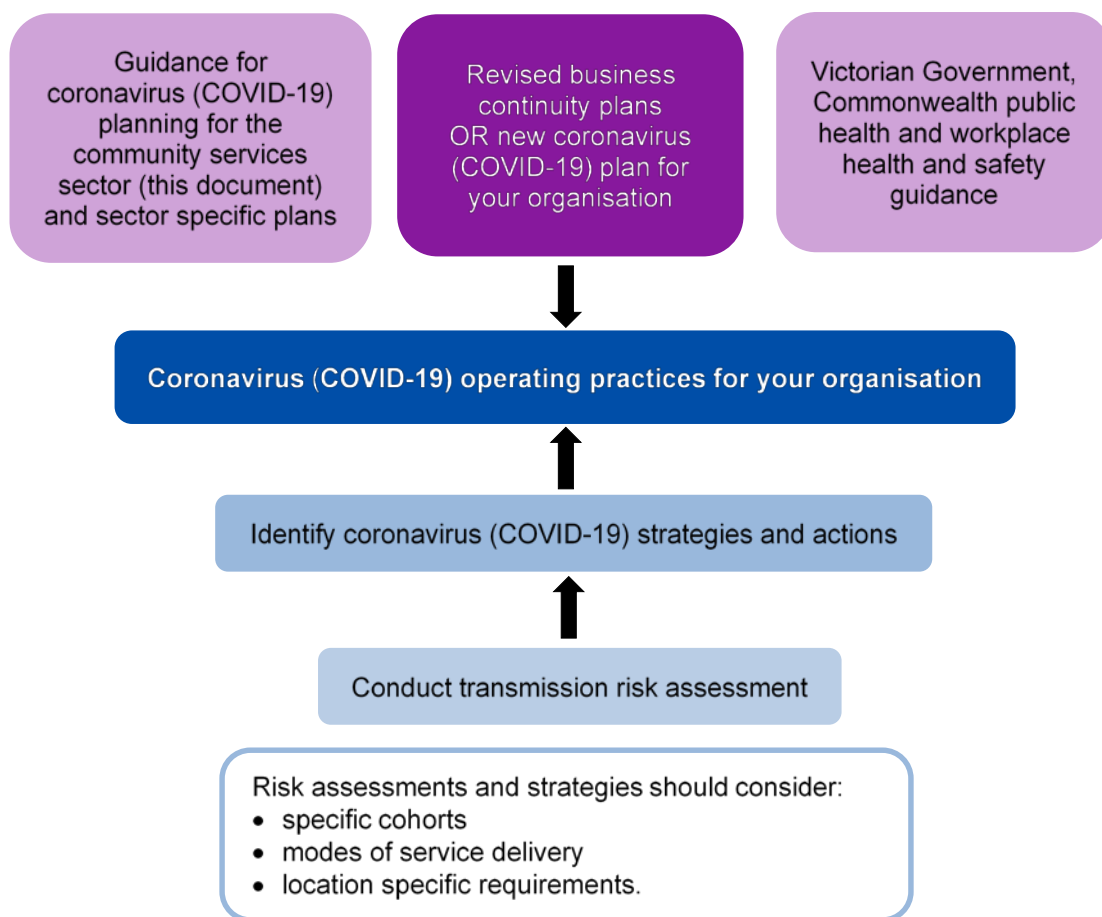 Guidance for
coronavirus (COVID-19)
planning for the
community services
sector (this document)
and sector specific plans
Revised business
continuity plans
OR new coronavirus
(COVID-19) plan for
your organisation
Victorian Government,
Commonwealth public
health and workplace
health and safety
guidance
Coronavirus (COVID-19) operating practices for your organisation
Identify coronavirus (COVID-19) strategies and actions
Conduct transmission risk assessment
Risk assessments and strategies should consider:
• specific cohorts
• modes of service delivery
• location specific requirements.